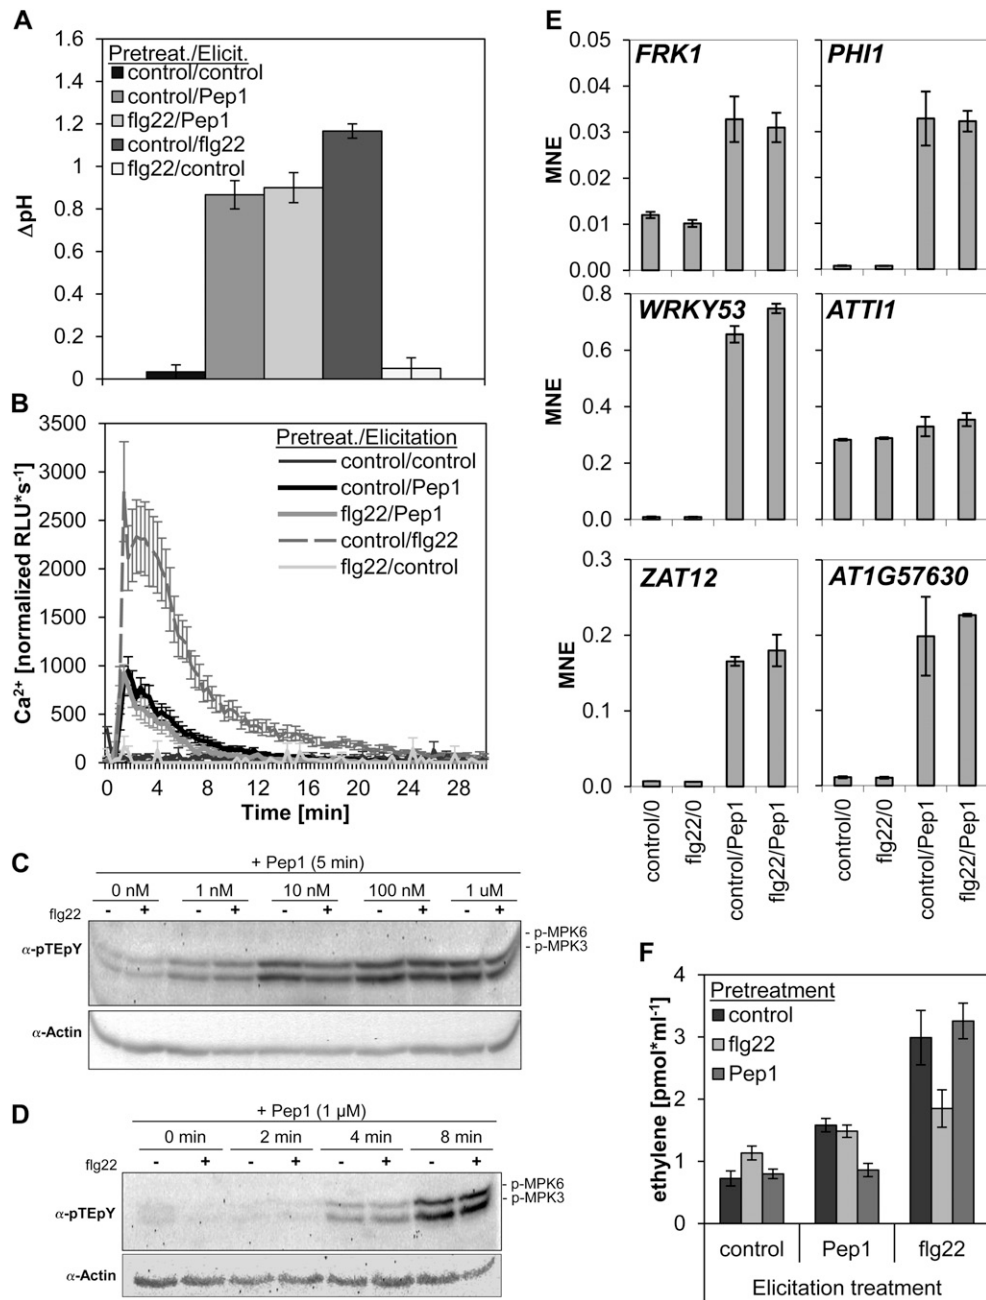 A
1.6
1.4
1.2
1
0.8
0.6
0.4
0.2
0
ΔpH
Pretreat./Elicit.
control/control
control/Pep1
flg22/Pep1
control/flg22
flg22/control
B
3500
3000
2500
2000
1500
1000
500
0
Ca²⁺ [normalized RLU*s⁻¹]
Pretreat./Elicitation
control/control
control/Pep1
flg22/Pep1
control/flg22
flg22/control
0 4 8 12 16 20 24 28
Time [min]
C
+ Pep1 (5 min)
0 nM 1 nM 10 nM 100 nM 1 uM
flg22 - + - + - + - + - +
- p-MPK6
- p-MPK3
α-pTEpY
α-Actin
D
+ Pep1 (1 µM)
0 min 2 min 4 min 8 min
flg22 - + - + - + - +
- p-MPK6
- p-MPK3
α-pTEpY
α-Actin
E
0.05
0.04
0.03
0.02
0.01
0.00
MNE
FRK1
PHI1
0.8
0.6
0.4
0.2
0.0
MNE
WRKY53
ATTI1
0.3
0.2
0.1
0.0
MNE
ZAT12
AT1G57630
control/0
flg22/0
control/Pep1
flg22/Pep1
control/0
flg22/0
control/Pep1
flg22/Pep1
F
4
3
2
1
0
ethylene [pmol*ml⁻¹]
Pretreatment
control
flg22
Pep1
control Pep1 flg22
Elicitation treatment